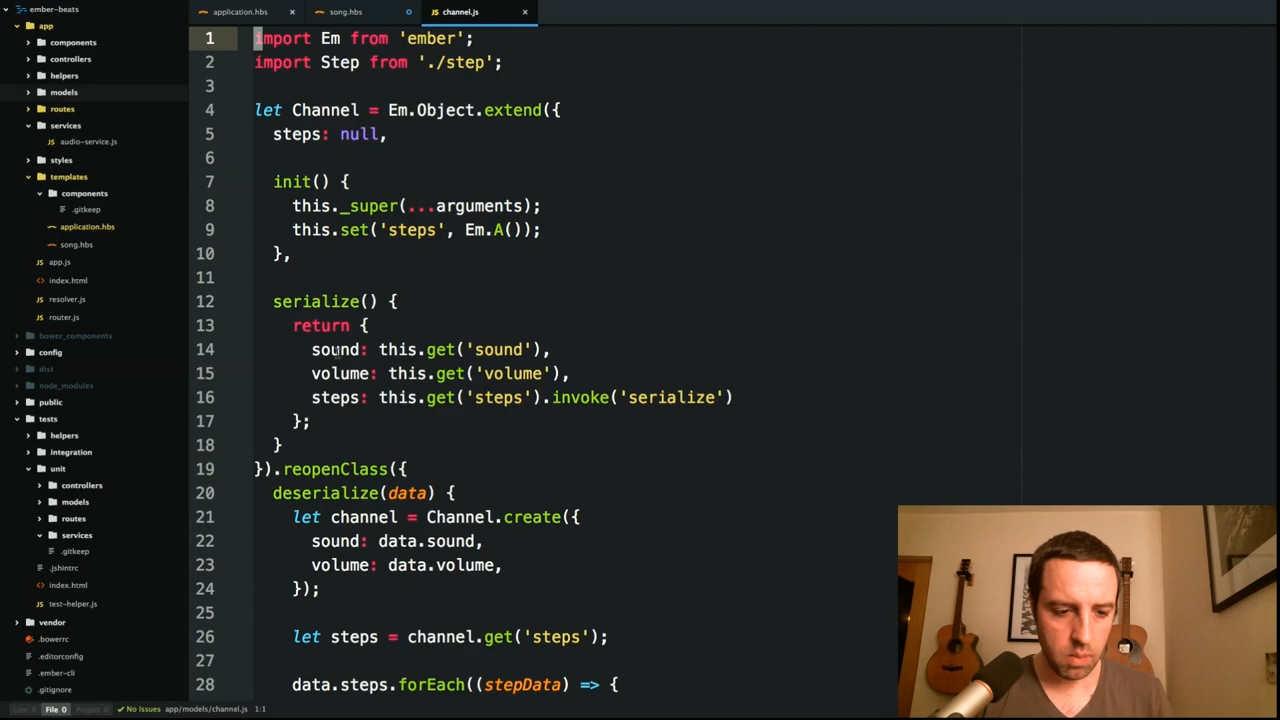 ember-beats
app
components
controllers
helpers
models
routes
services
audio-service.js
styles
templates
components
.gitkeep
application.hbs
song.hbs
app.js
index.html
resolver.js
router.js
bower_components
config
dist
node_modules
public
tests
helpers
integration
unit
controllers
models
routes
services
.gitkeep
.jshintrc
index.html
test-helper.js
vendor
.bowerrc
.editorconfig
.ember-cli
.gitignore
application.hbs
song.hbs
channel.js
1 import Em from 'ember';
2 import Step from './step';
3
4 let Channel = Em.Object.extend({
5 steps: null,
6
7 init() {
8 this._super(...arguments);
9 this.set('steps', Em.A());
10 },
11
12 serialize() {
13 return {
14 sound: this.get('sound'),
15 volume: this.get('volume'),
16 steps: this.get('steps').invoke('serialize')
17 };
18 }
19 }).reopenClass({
20 deserialize(data) {
21 let channel = Channel.create({
22 sound: data.sound,
23 volume: data.volume,
24 });
25
26 let steps = channel.get('steps');
27
28 data.steps.forEach((stepData) => {
Line 0 File 0 Project 0 No Issues app/models/channel.js 1:1